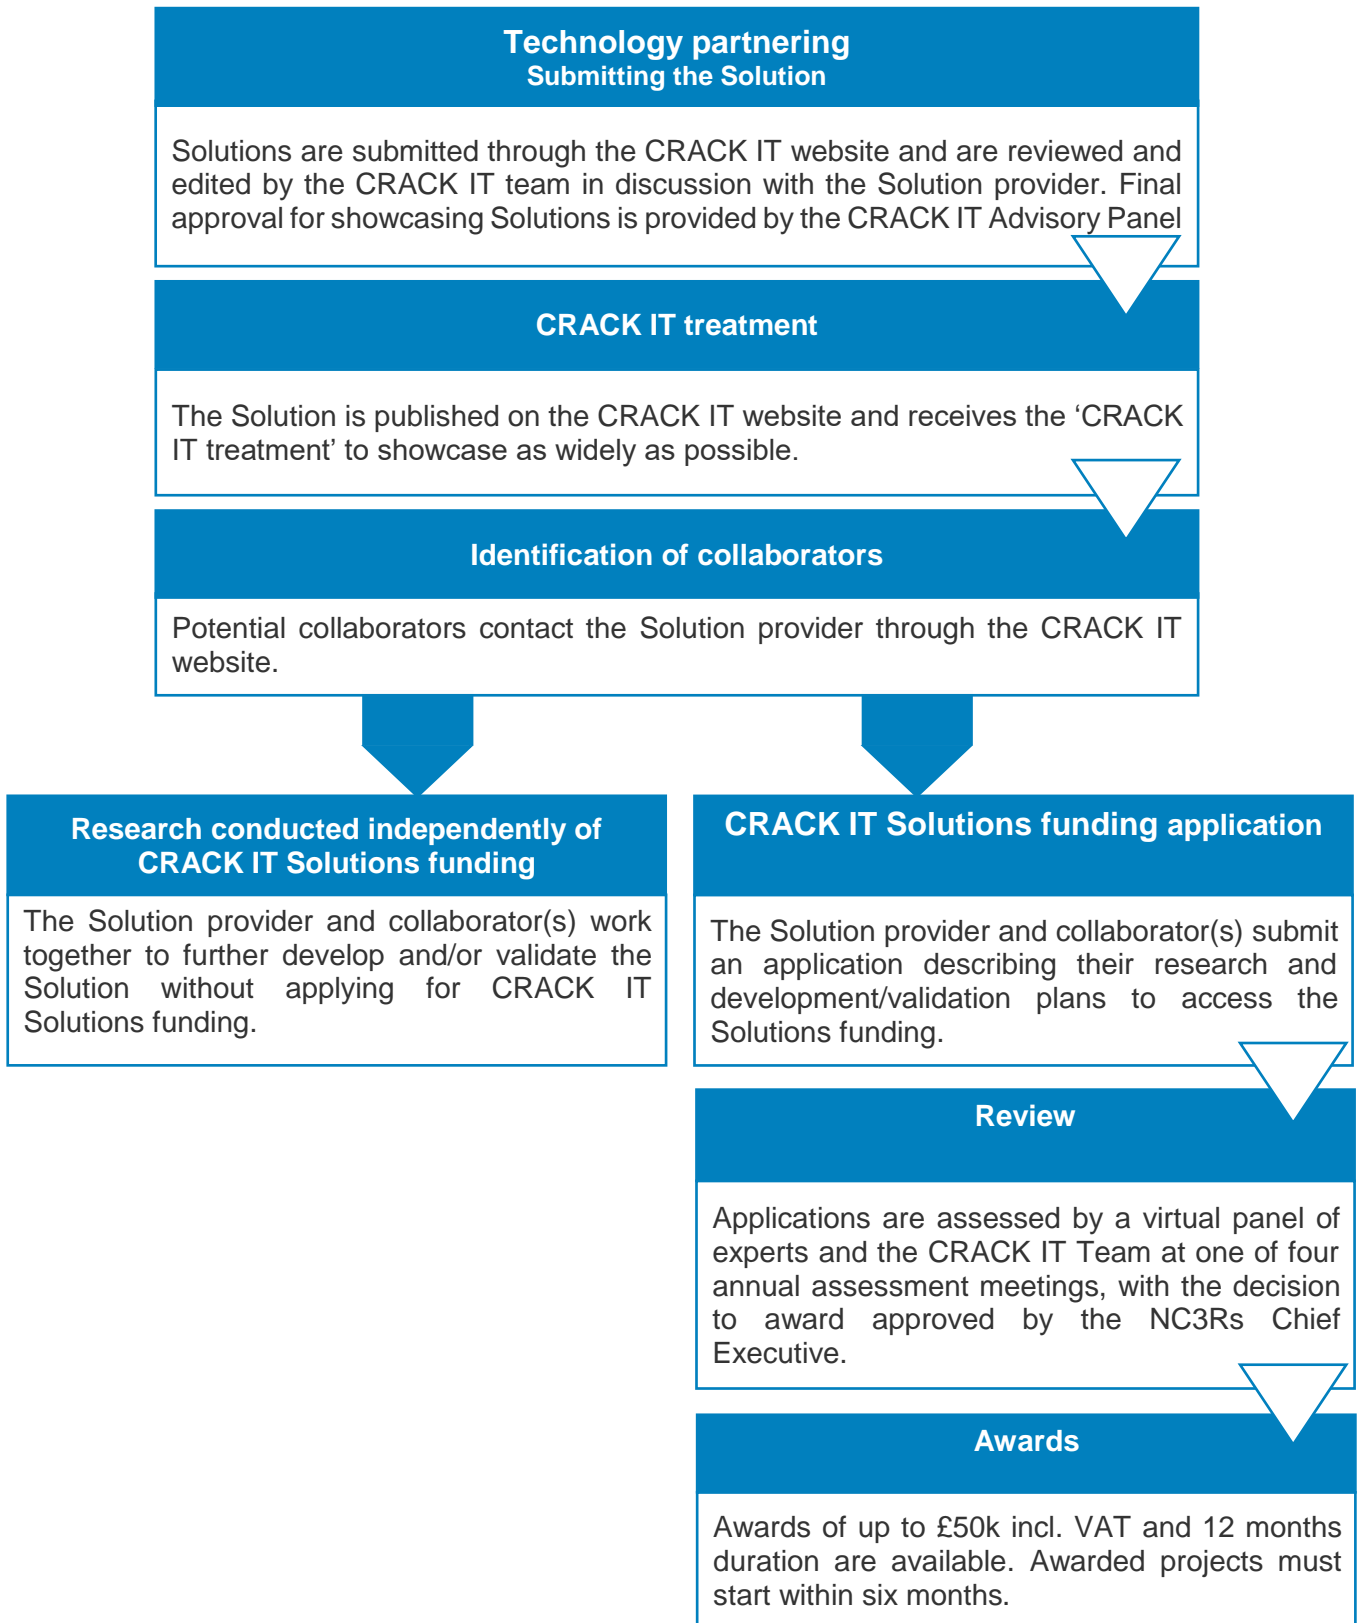 Technology partnering
Submitting the Solution
Solutions are submitted through the CRACK IT website and are reviewed and
edited by the CRACK IT team in discussion with the Solution provider. Final
approval for showcasing Solutions is provided by the CRACK IT Advisory Panel
CRACK IT treatment
The Solution is published on the CRACK IT website and receives the ‘CRACK
IT treatment’ to showcase as widely as possible.
Identification of collaborators
Potential collaborators contact the Solution provider through the CRACK IT
website.
Research conducted independently of
CRACK IT Solutions funding
The Solution provider and collaborator(s) work
together to further develop and/or validate the
Solution without applying for CRACK IT
Solutions funding.
CRACK IT Solutions funding application
The Solution provider and collaborator(s) submit
an application describing their research and
development/validation plans to access the
Solutions funding.
Review
Applications are assessed by a virtual panel of
experts and the CRACK IT Team at one of four
annual assessment meetings, with the decision
to award approved by the NC3Rs Chief
Executive.
Awards
Awards of up to £50k incl. VAT and 12 months
duration are available. Awarded projects must
start within six months.